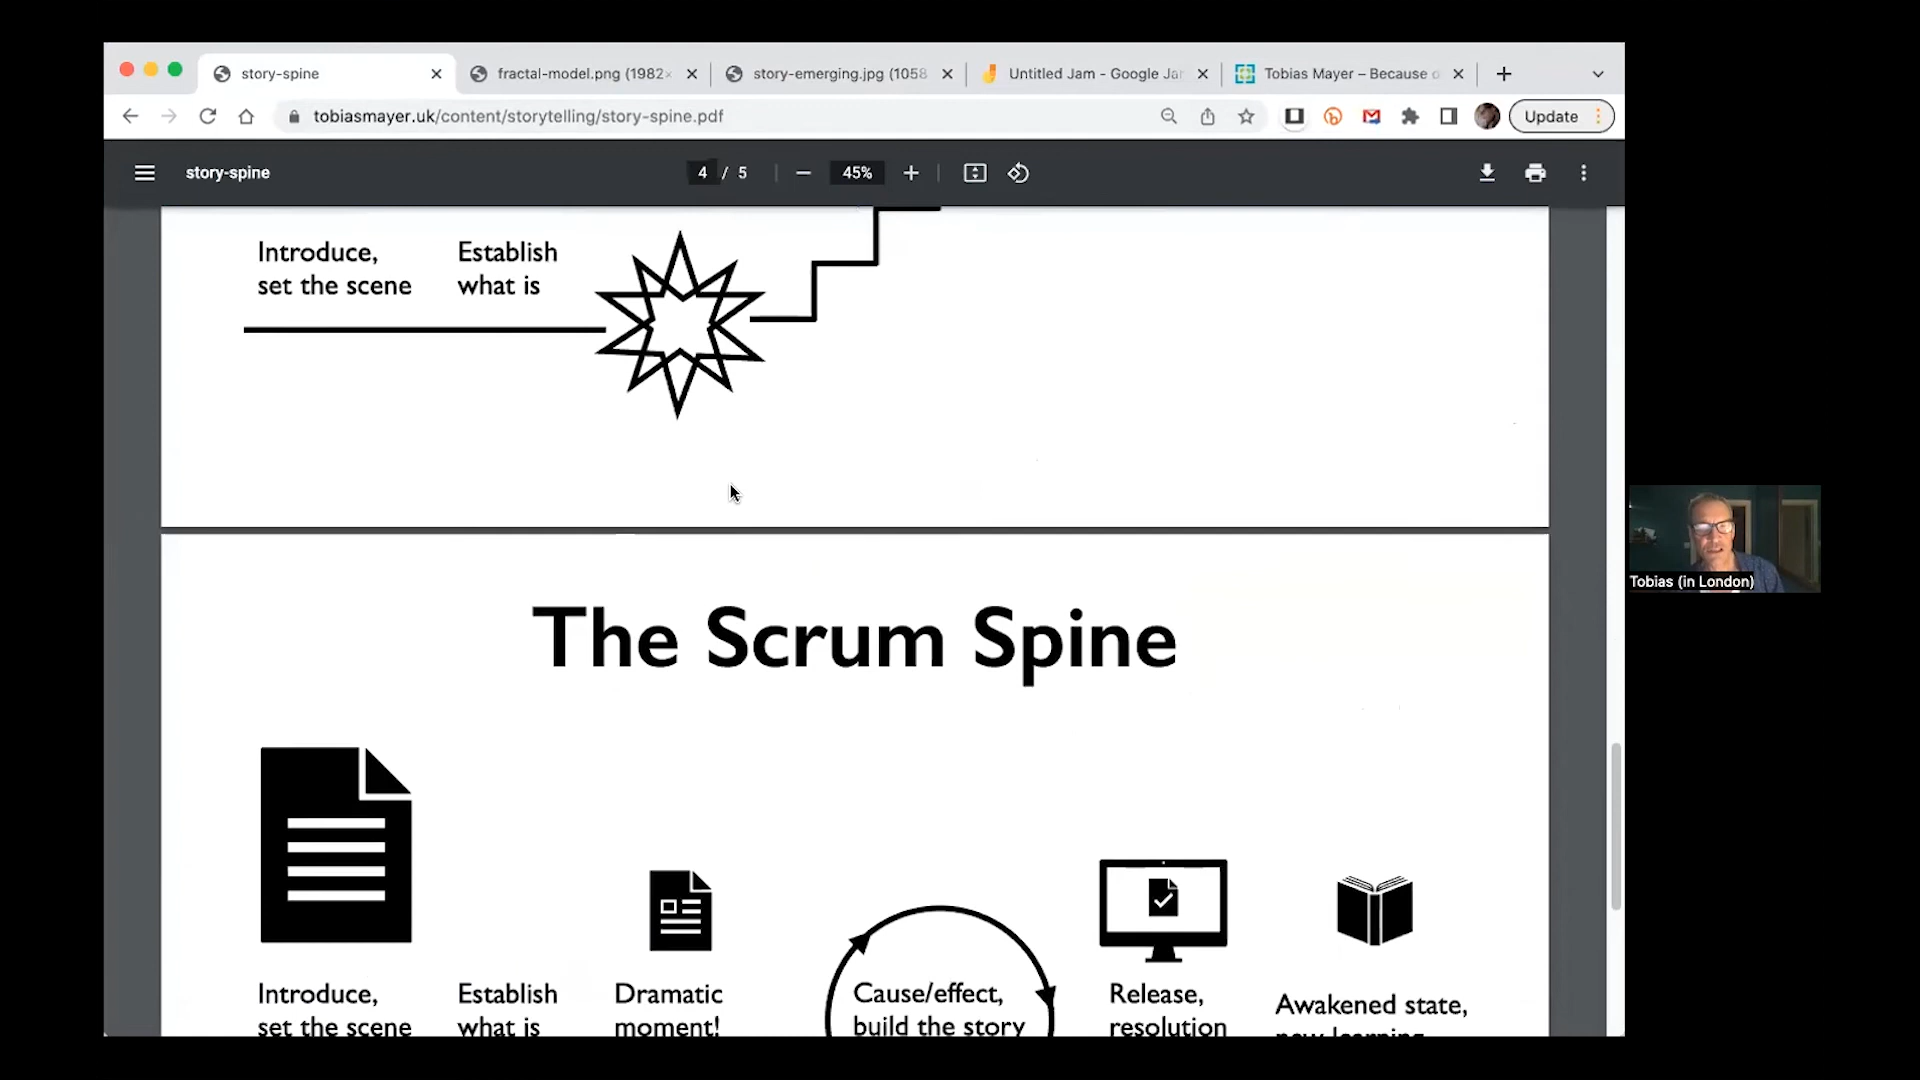 story-spine
fractal-model.png (1982×
story-emerging.jpg (1058
Untitled Jam - Google Jar
Tobias Mayer – Because o
tobiasmayer.uk/content/storytelling/story-spine.pdf
Update
story-spine
4 / 5
45%
Introduce,
set the scene
Establish
what is
The Scrum Spine
Introduce,
set the scene
Establish
what is
Dramatic
moment!
Cause/effect,
build the story
Release,
resolution
Awakened state,
new learning
Tobias (in London)